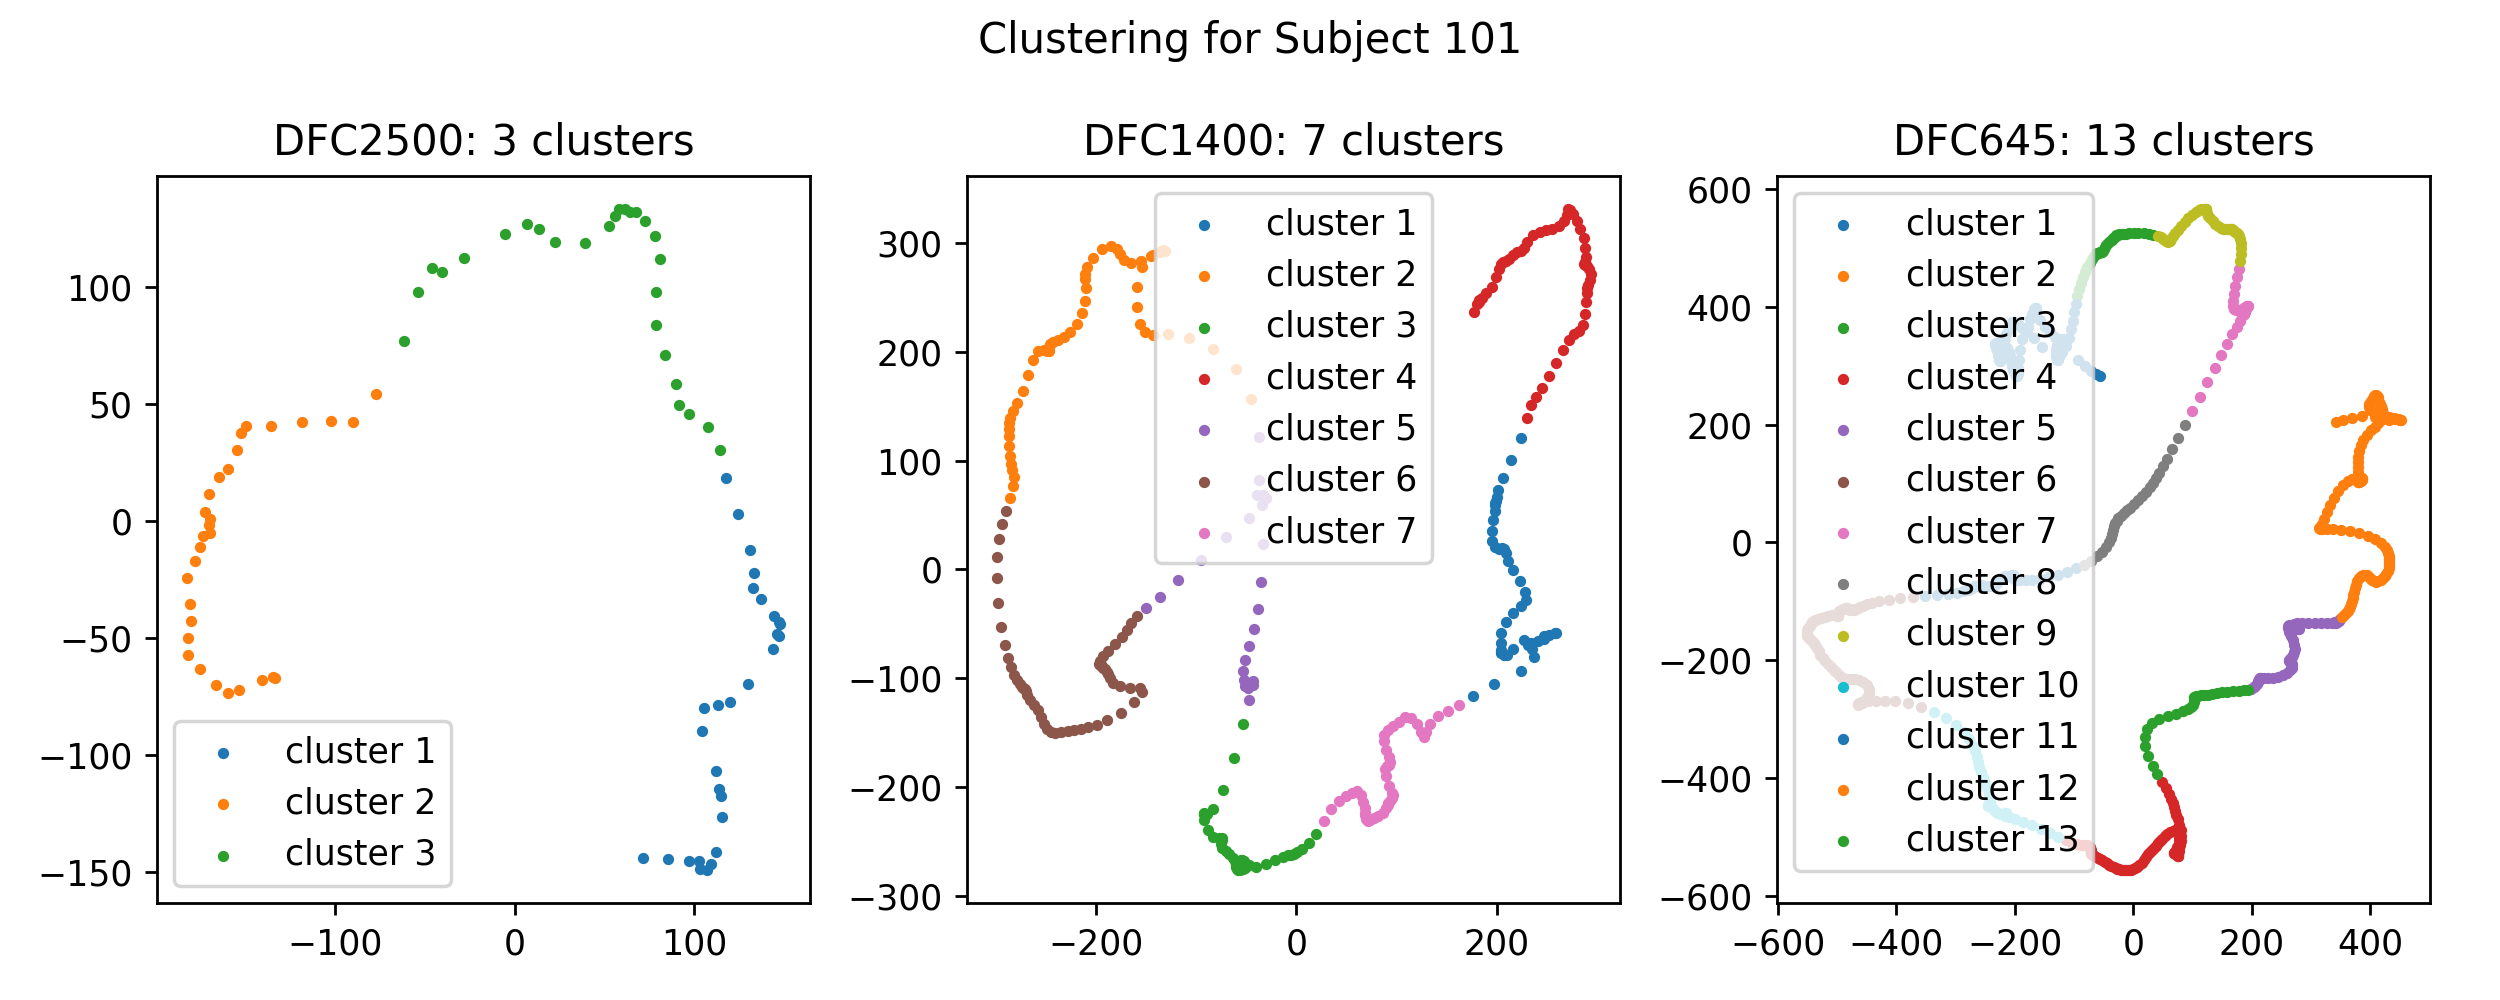 Clustering for Subject 101
DFC2500: 3 clusters
100
50
0
−50
−100
−150
−100
0
100
cluster 1
cluster 2
cluster 3
DFC1400: 7 clusters
300
200
100
0
−100
−200
−300
−200
0
200
cluster 1
cluster 2
cluster 3
cluster 4
cluster 5
cluster 6
cluster 7
DFC645: 13 clusters
600
400
200
0
−200
−400
−600
−600
−400
−200
0
200
400
cluster 1
cluster 2
cluster 3
cluster 4
cluster 5
cluster 6
cluster 7
cluster 8
cluster 9
cluster 10
cluster 11
cluster 12
cluster 13